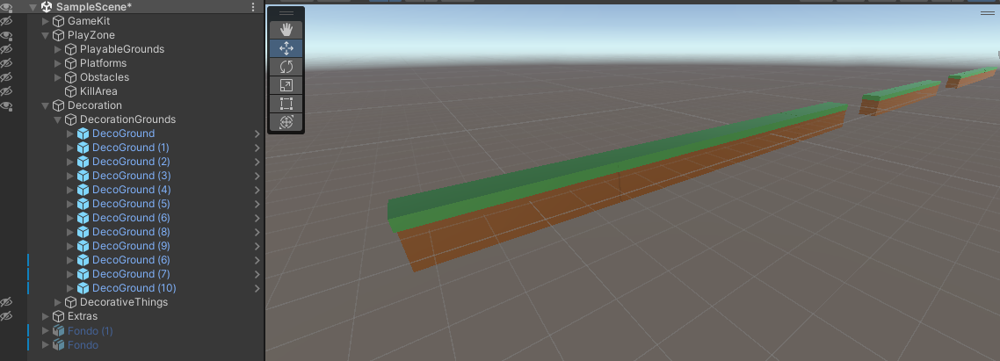 SampleScene*
GameKit
PlayZone
PlayableGrounds
Platforms
Obstacles
KillArea
Decoration
DecorationGrounds
DecoGround
DecoGround (1)
DecoGround (2)
DecoGround (3)
DecoGround (4)
DecoGround (5)
DecoGround (6)
DecoGround (8)
DecoGround (9)
DecoGround (6)
DecoGround (7)
DecoGround (10)
DecorativeThings
Extras
Fondo (1)
Fondo